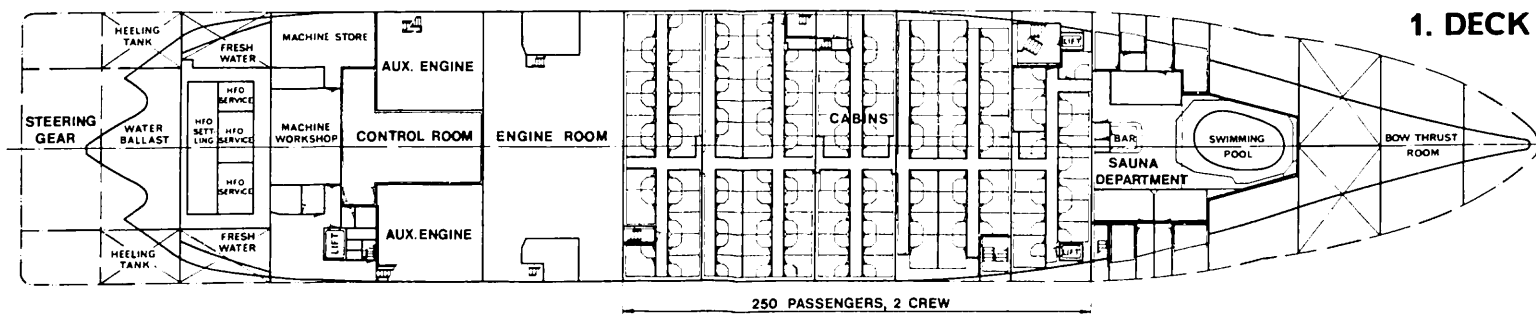 1. DECK
HEELING
TANK
FRESH
WATER
MACHINE STORE
AUX. ENGINE
LIFT
STEERING
GEAR
WATER
BALLAST
HFO
SETT-
LING
HFO
SERVICE
HFO
SERVICE
HFO
SERVICE
MACHINE
WORKSHOP
CONTROL ROOM
ENGINE ROOM
CABINS
BAR
SWIMMING
POOL
SAUNA
DEPARTMENT
BOW THRUST
ROOM
HEELING
TANK
FRESH
WATER
LIFT
AUX. ENGINE
LIFT
250 PASSENGERS, 2 CREW